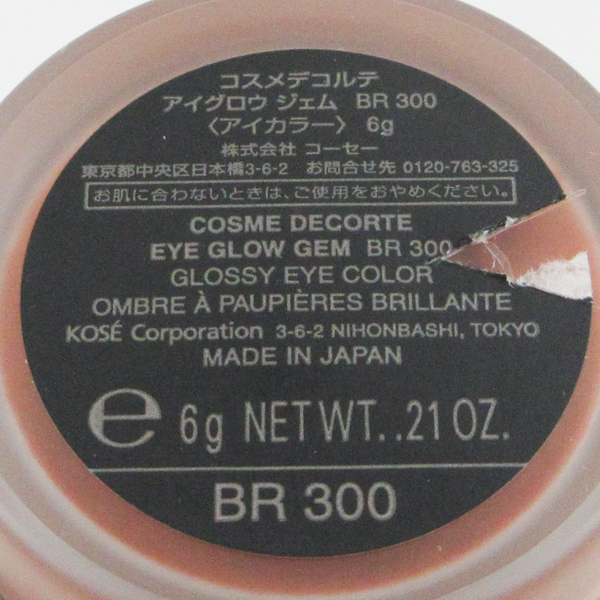 コスメデコルテ
アイグロウ ジェム BR 300
〈アイカラー〉 6g
株式会社 コーセー
東京都中央区日本橋3-6-2 お問合せ先 0120-763-325
お肌に合わないときは、ご使用をおやめください。
COSME DECORTE
EYE GLOW GEM BR 300
GLOSSY EYE COLOR
OMBRE À PAUPIÈRES BRILLANTE
KOSÉ Corporation 3-6-2 NIHONBASHI, TOKYO
MADE IN JAPAN
e 6g NET WT. .21 OZ.
BR 300